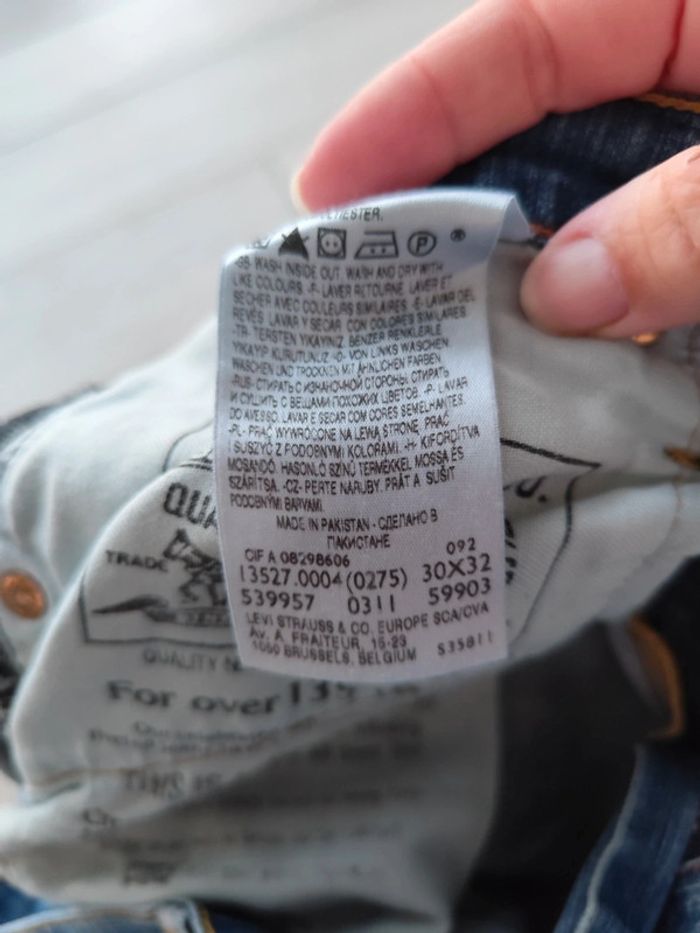 WASH INSIDE OUT. WASH AND DRY WITH
LIKE COLOURS -F- LAVER RETOURNE LAVER ET
SECHER AVEC COULEURS SIMILAIRES -E- LAVAR DEL
REVES LAVAR Y SECAR CON COLORES SIMILARES
-TR- TERSTEN YIKAYINIZ. BENZER RENKLERLE
YIKAYIP KURUTUNUZ -D- VON LINKS WASCHEN
WASCHEN UND TROCKNEN MIT ÄHNLICHEN FARBEN
-RUS- СТИРАТЬ С ИЗНАНОЧНОЙ СТОРОНЫ. СТИРАТЬ
И СУШИТЬ С ВЕЩАМИ ПОХОЖИХ ЦВЕТОВ. -P- LAVAR
DO AVESSO. LAVAR E SECAR COM CORES SEMELHANTES.
-PL- PRAĆ WYWRÓCONE NA LEWĄ STRONĘ, PRAĆ
I SUSZYĆ Z PODOBNYMI KOLORAMI. -H- KIFORDÍTVA
MOSANDÓ. HASONLÓ SZÍNŰ TERMÉKKEL MOSSA ÉS
SZÁRÍTSA. -CZ- PERTE NARUBY. PRÁT A SUŠIT
PODOBNÝMI BARVAMI.
MADE IN PAKISTAN - СДЕЛАНО В
ПАКИСТАНЕ
CIF A 08298606 092
13527.0004 (0275) 30X32
539957 0311 59903
LEVI STRAUSS & CO. EUROPE SCA/CVA
AV. A. FRAITEUR, 15-23
1050 BRUSSELS, BELGIUM S35811
TRADE
QUALITY
For over